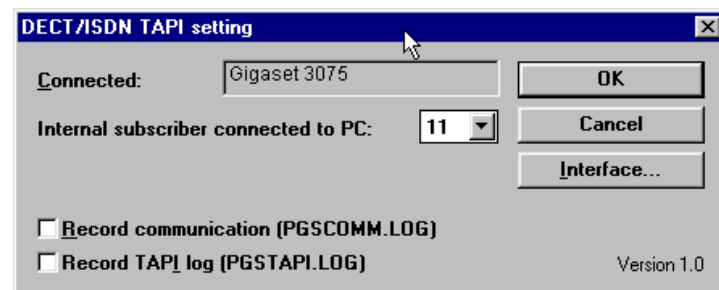 DECT/ISDN TAPI setting
Connected: Gigaset 3075
OK
Internal subscriber connected to PC: 11
Cancel
Interface...
Record communication (PGSCOMM.LOG)
Record TAPI log (PGSTAPI.LOG)
Version 1.0